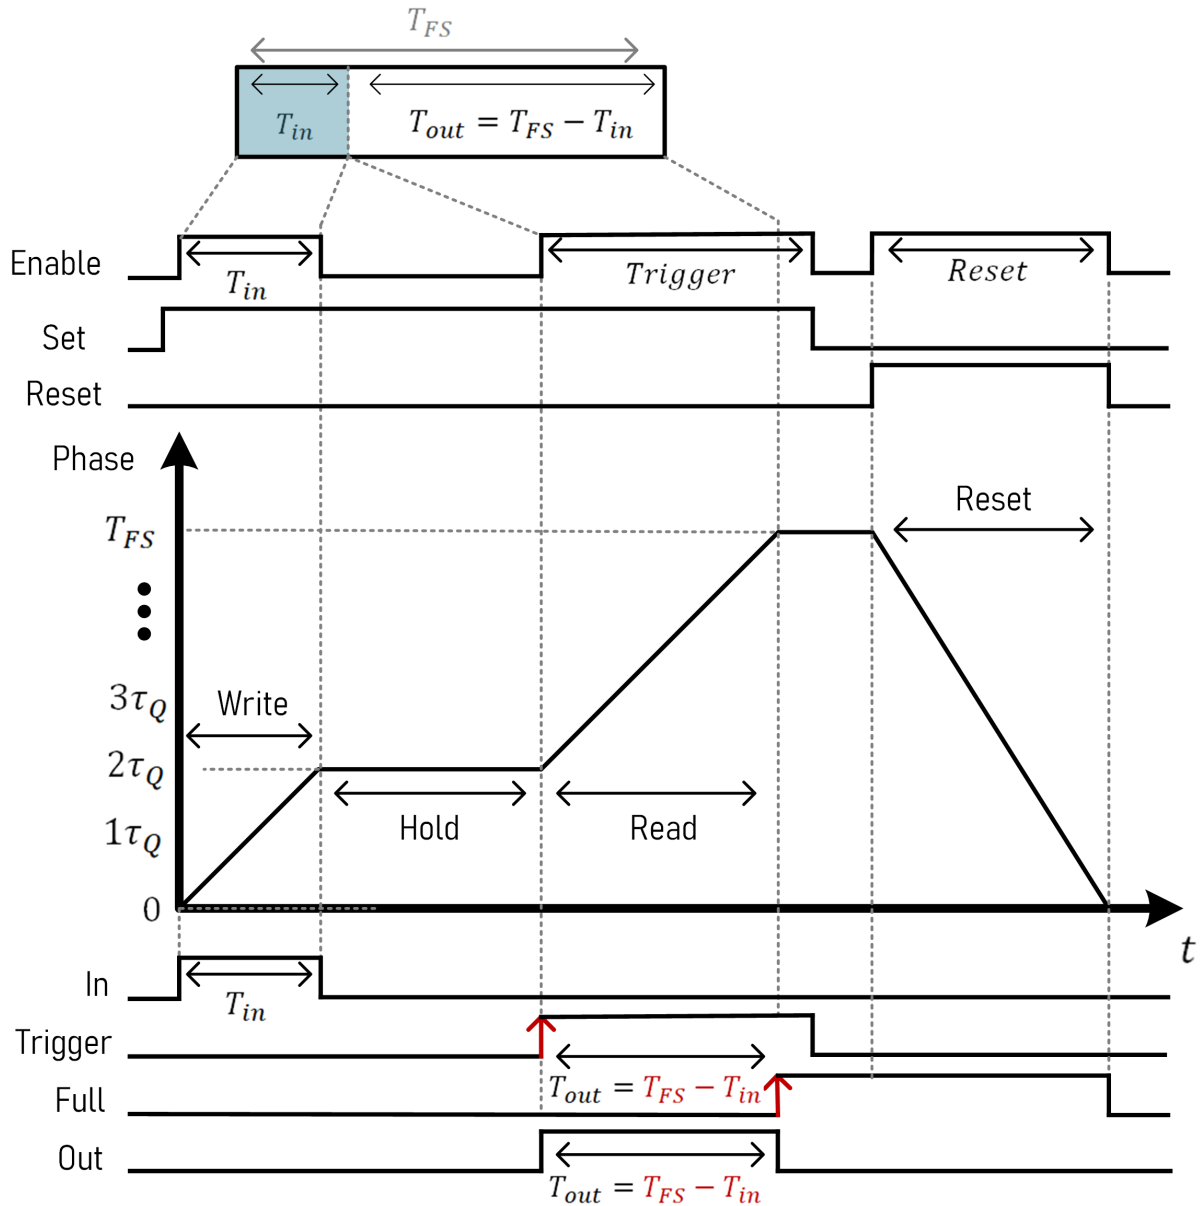 T_FS
T_in
T_out = T_FS − T_in
Enable
T_in
Trigger
Reset
Set
Reset
Phase
T_FS
Reset
3τ_Q
Write
2τ_Q
1τ_Q
Hold
Read
0
t
In
T_in
Trigger
T_out = T_FS − T_in
Full
Out
T_out = T_FS − T_in